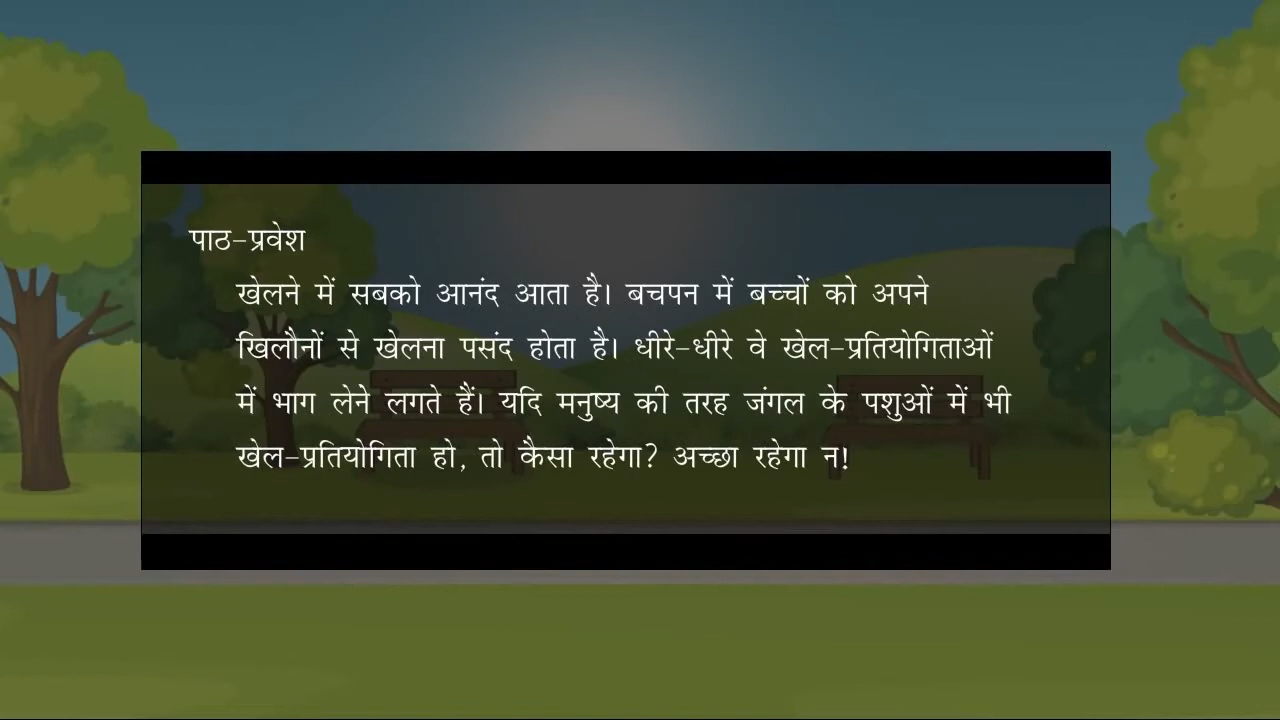 पाठ-प्रवेश
खेलने में सबको आनंद आता है। बचपन में बच्चों को अपने
खिलौनों से खेलना पसंद होता है। धीरे-धीरे वे खेल-प्रतियोगिताओं
में भाग लेने लगते हैं। यदि मनुष्य की तरह जंगल के पशुओं में भी
खेल-प्रतियोगिता हो, तो कैसा रहेगा? अच्छा रहेगा न!